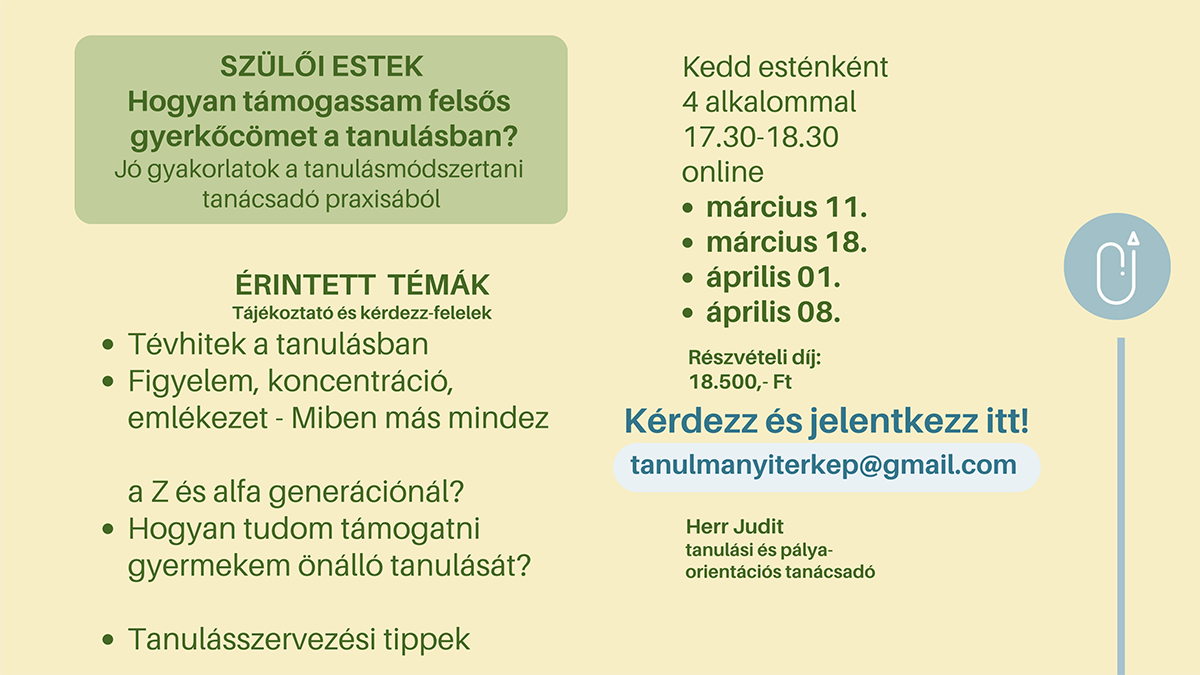 SZÜLŐI ESTEK
Hogyan támogassam felsős
gyerkőcömet a tanulásban?
Jó gyakorlatok a tanulásmódszertani
tanácsadó praxisából
ÉRINTETT TÉMÁK
Tájékoztató és kérdezz-felelek
• Tévhitek a tanulásban
• Figyelem, koncentráció,
emlékezet - Miben más mindez
a Z és alfa generációnál?
• Hogyan tudom támogatni
gyermekem önálló tanulását?
• Tanulásszervezési tippek
Kedd esténként
4 alkalommal
17.30-18.30
online
• március 11.
• március 18.
• április 01.
• április 08.
Részvételi díj:
18.500,- Ft
Kérdezz és jelentkezz itt!
tanulmanyiterkep@gmail.com
Herr Judit
tanulási és pálya-
orientációs tanácsadó